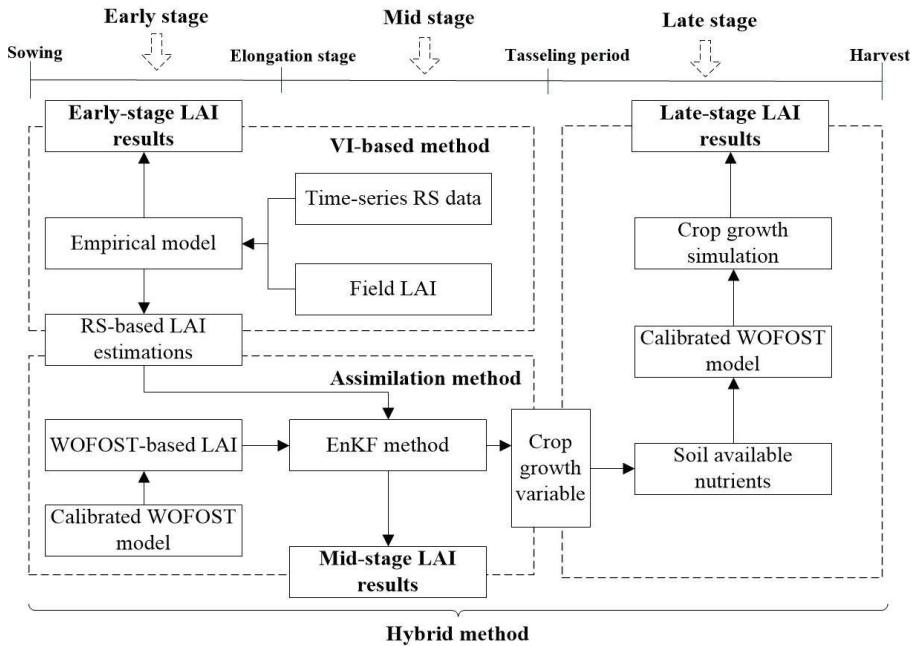 Early stage
Mid stage
Late stage
Sowing
Elongation stage
Tasseling period
Harvest
Early-stage LAI
results
VI-based method
Time-series RS data
Empirical model
Field LAI
RS-based LAI
estimations
Assimilation method
WOFOST-based LAI
EnKF method
Calibrated WOFOST
model
Mid-stage LAI
results
Crop
growth
variable
Late-stage LAI
results
Crop growth
simulation
Calibrated WOFOST
model
Soil available
nutrients
Hybrid method